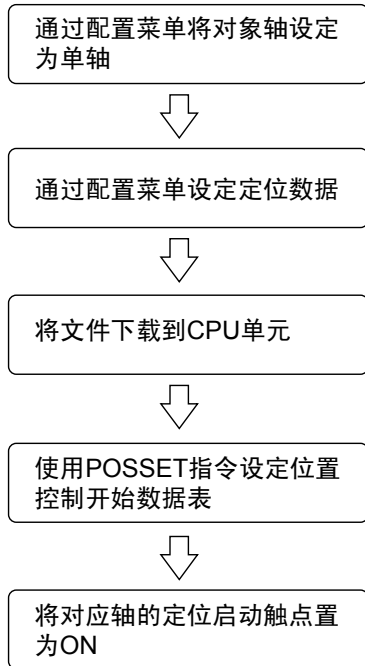 通过配置菜单将对象轴设定
为单轴
通过配置菜单设定定位数据
将文件下载到CPU单元
使用POSSET指令设定位置
控制开始数据表
将对应轴的定位启动触点置
为ON